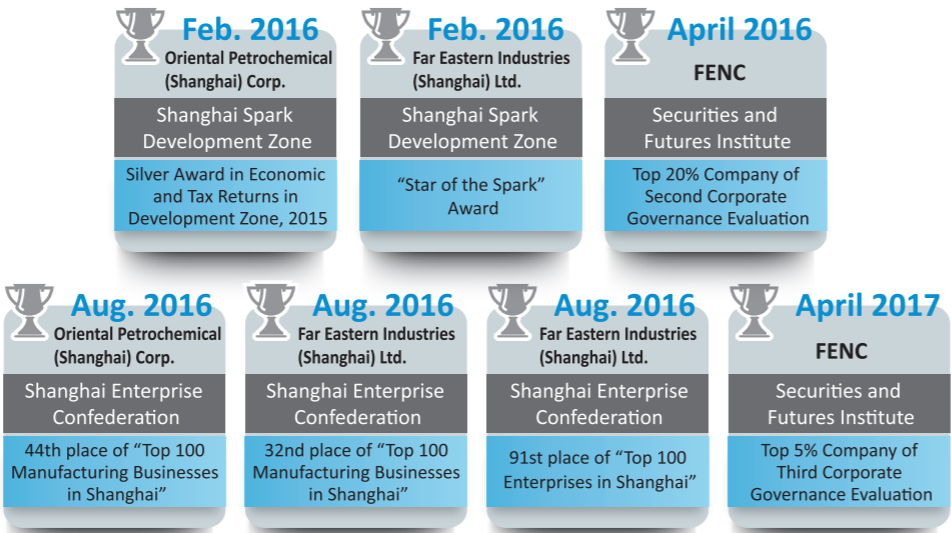 Feb. 2016
Oriental Petrochemical
(Shanghai) Corp.
Shanghai Spark
Development Zone
Silver Award in Economic
and Tax Returns in
Development Zone, 2015
Feb. 2016
Far Eastern Industries
(Shanghai) Ltd.
Shanghai Spark
Development Zone
“Star of the Spark”
Award
April 2016
FENC
Securities and
Futures Institute
Top 20% Company of
Second Corporate
Governance Evaluation
Aug. 2016
Oriental Petrochemical
(Shanghai) Corp.
Shanghai Enterprise
Confederation
44th place of “Top 100
Manufacturing Businesses
in Shanghai”
Aug. 2016
Far Eastern Industries
(Shanghai) Ltd.
Shanghai Enterprise
Confederation
32nd place of “Top 100
Manufacturing Businesses
in Shanghai”
Aug. 2016
Far Eastern Industries
(Shanghai) Ltd.
Shanghai Enterprise
Confederation
91st place of “Top 100
Enterprises in Shanghai”
April 2017
FENC
Securities and
Futures Institute
Top 5% Company of
Third Corporate
Governance Evaluation